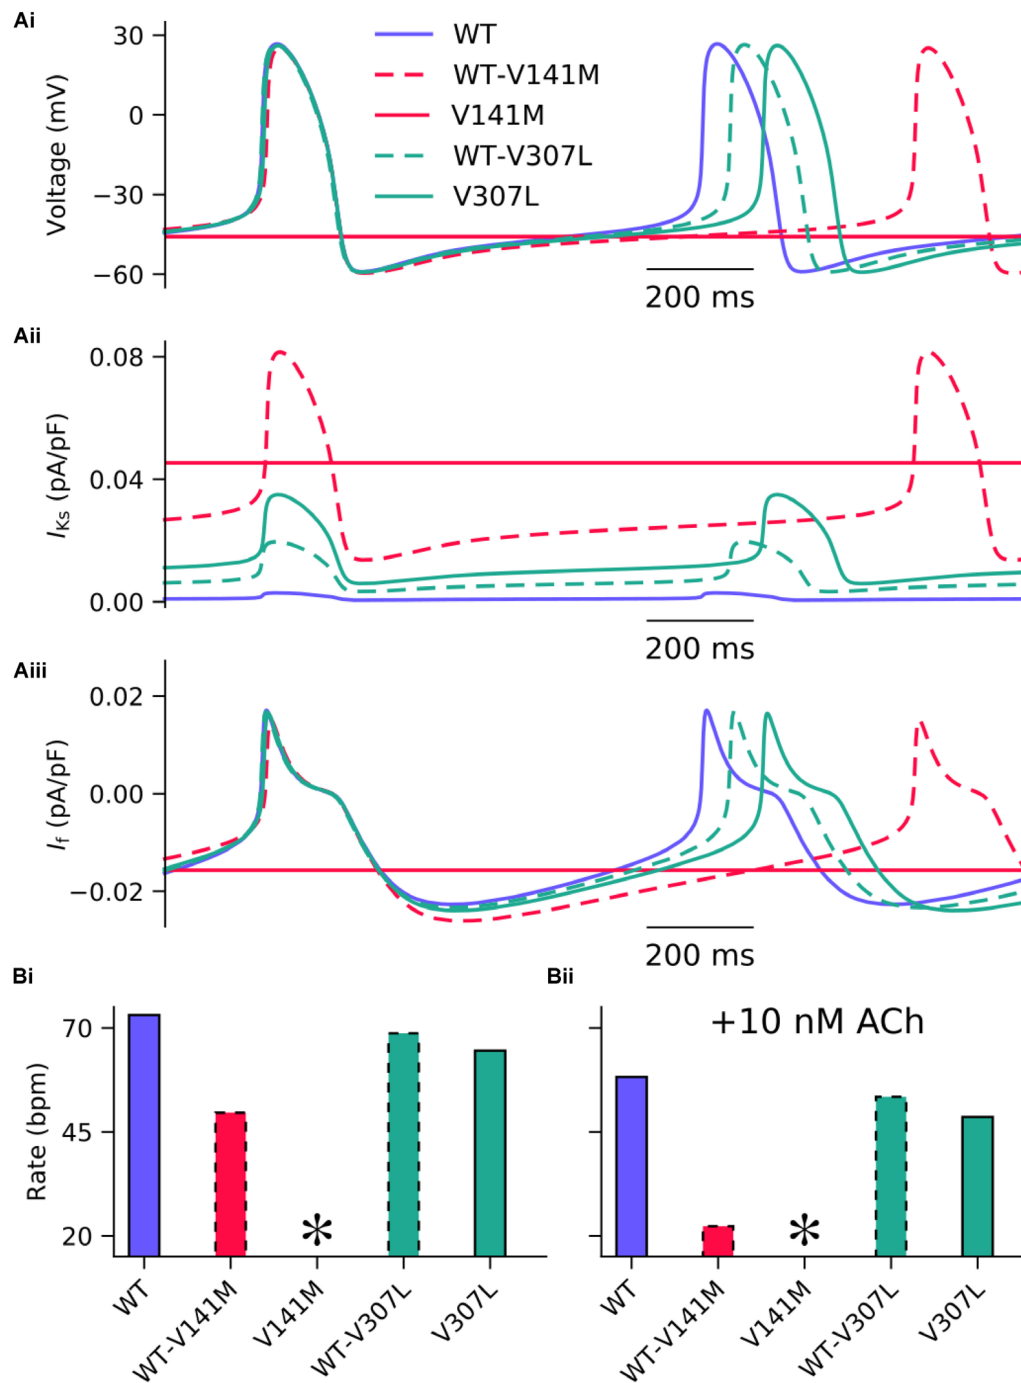 Ai
Voltage (mV)
30
0
−30
−60
WT
WT-V141M
V141M
WT-V307L
V307L
200 ms
Aii
I_Ks (pA/pF)
0.08
0.04
0.00
200 ms
Aiii
I_f (pA/pF)
0.02
0.00
−0.02
200 ms
Bi
Rate (bpm)
70
45
20
*
WT
WT-V141M
V141M
WT-V307L
V307L
Bii
+10 nM ACh
*
WT
WT-V141M
V141M
WT-V307L
V307L